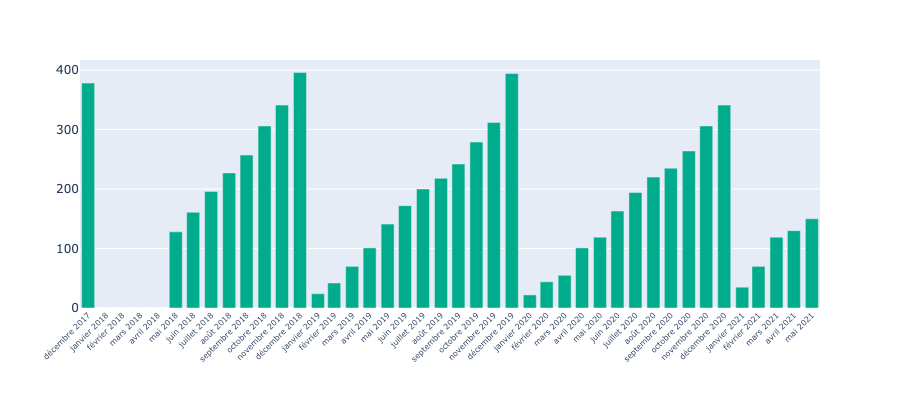 400
300
200
100
0
décembre 2017
janvier 2018
février 2018
mars 2018
avril 2018
mai 2018
juin 2018
juillet 2018
août 2018
septembre 2018
octobre 2018
novembre 2018
décembre 2018
janvier 2019
février 2019
mars 2019
avril 2019
mai 2019
juin 2019
juillet 2019
août 2019
septembre 2019
octobre 2019
novembre 2019
décembre 2019
janvier 2020
février 2020
mars 2020
avril 2020
mai 2020
juin 2020
juillet 2020
août 2020
septembre 2020
octobre 2020
novembre 2020
décembre 2020
janvier 2021
février 2021
mars 2021
avril 2021
mai 2021